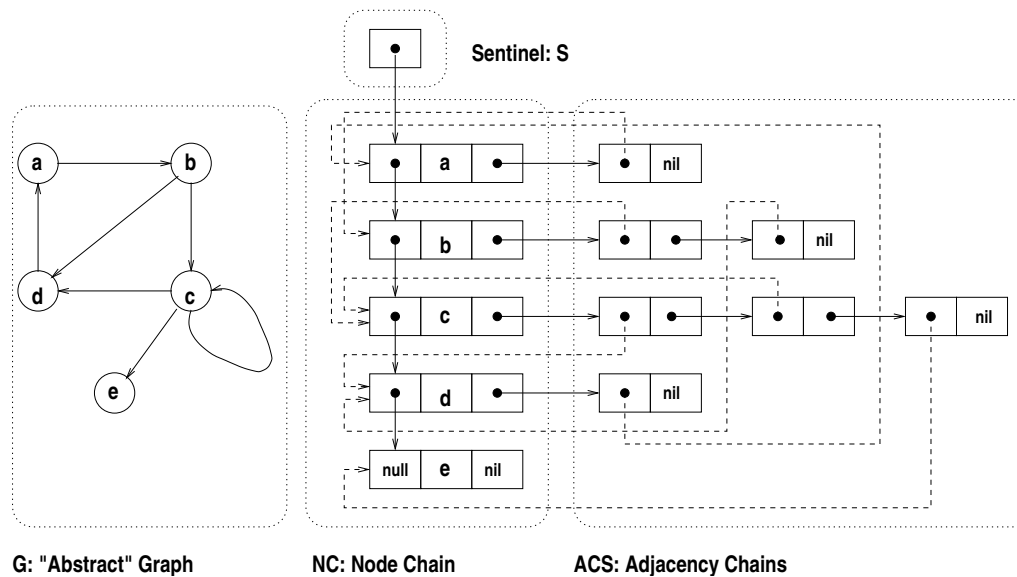 Sentinel: S
a
b
d
c
e
a
nil
b
nil
c
nil
d
nil
null e nil
G: "Abstract" Graph
NC: Node Chain
ACS: Adjacency Chains